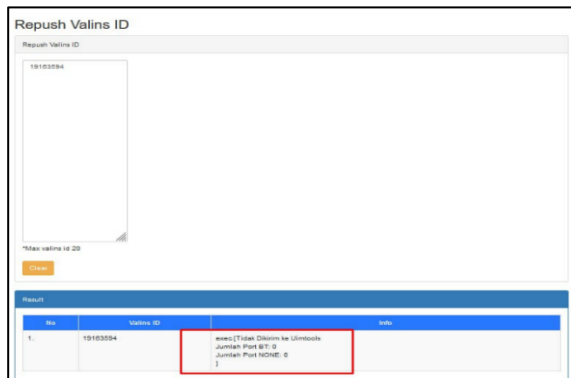 Repush Valins ID
Repush Valins ID
19163594
*Max valins id 20
Clear
Result
No Valins ID Info
1. 19163594 exec:[Tidak Dikirim ke Uimtools
Jumlah Port BT: 0
Jumlah Port NONE: 0
]